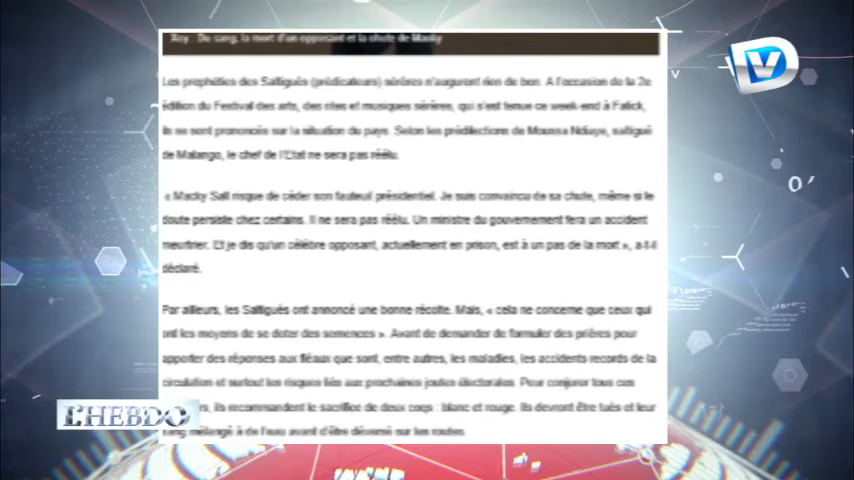 Xoy : Du sang, la mort d'un opposant et la chute de Macky
DV
Les prophéties des Saltigués (prédicateurs) sérères n'augurent rien de bon. A l'occasion de la 2e
édition du Festival des arts, des rites et musiques sérères, qui s'est tenue ce week-end à Fatick,
ils se sont prononcés sur la situation du pays. Selon les prédilections de Moussa Ndiaye, saltigué
de Malango, le chef de l'Etat ne sera pas réélu.
« Macky Sall risque de céder son fauteuil présidentiel. Je suis convaincu de sa chute, même si le
doute persiste chez certains. Il ne sera pas réélu. Un ministre du gouvernement fera un accident
meurtrier. Et je dis qu'un célèbre opposant, actuellement en prison, est à un pas de la mort », a-t-il
déclaré.
Par ailleurs, les Saltigués ont annoncé une bonne récolte. Mais, « cela ne concerne que ceux qui
ont les moyens de se doter des semences ». Avant de demander de formuler des prières pour
apporter des réponses aux fléaux que sont, entre autres, les maladies, les accidents records de la
circulation et surtout les risques liés aux prochaines joutes électorales. Pour conjurer tous ces
ils recommandent le sacrifice de deux coqs : blanc et rouge. Ils devront être tués et leur
sang mélangé à de l'eau avant d'être déversé sur les routes.
L'HEBDO